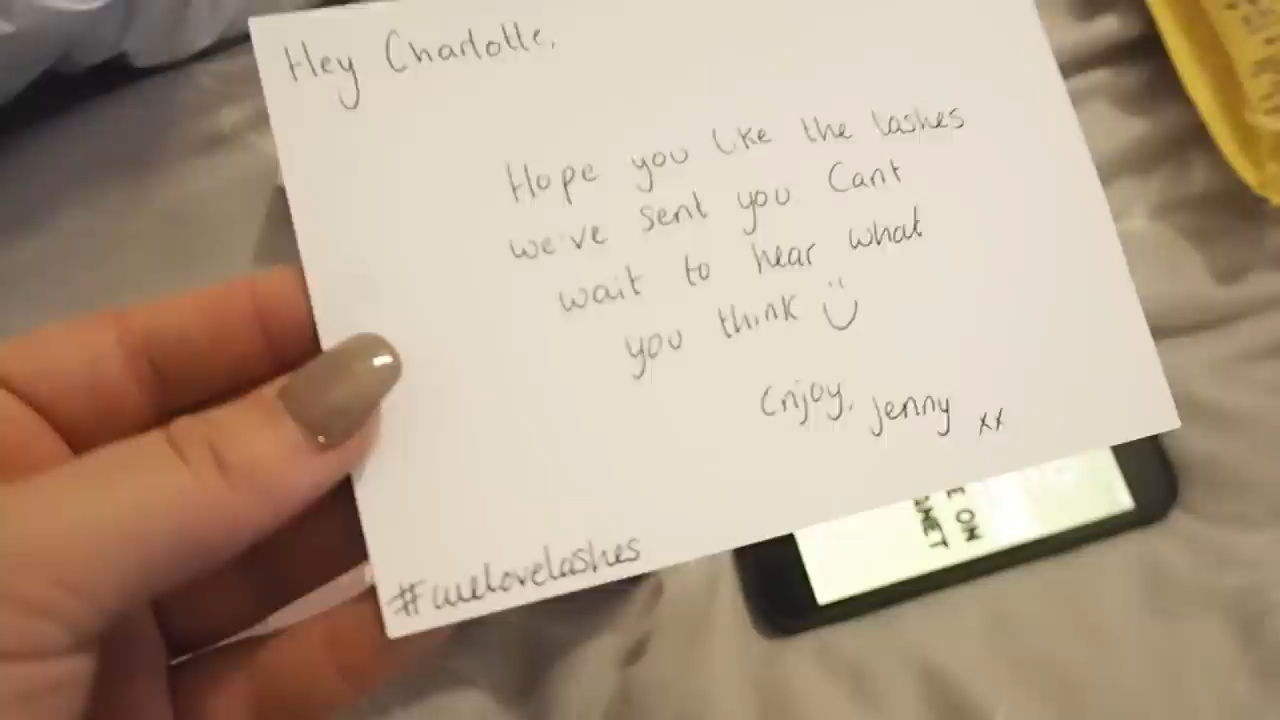 Hey Charlotte,
Hope you like the lashes
we've sent you Cant
wait to hear what
you think ☺
Enjoy, Jenny xx
#welovelashes
E ON